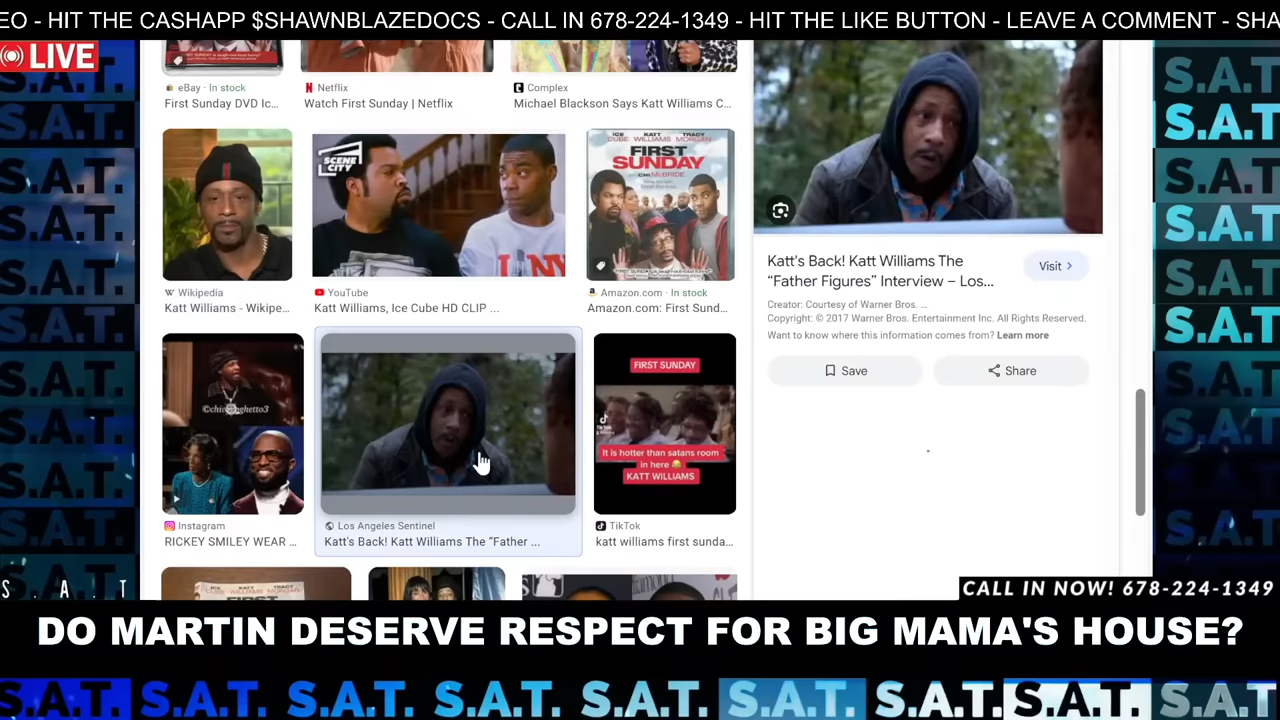 EO - HIT THE CASHAPP $SHAWNBLAZEDOCS - CALL IN 678-224-1349 - HIT THE LIKE BUTTON - LEAVE A COMMENT - SHA
LIVE
eBay · In stock
First Sunday DVD Ic...
Netflix
Watch First Sunday | Netflix
Complex
Michael Blackson Says Katt Williams C...
SCENE CITY
ICE CUBE KATT WILLIAMS TRACY MORGAN
FIRST SUNDAY
Wikipedia
Katt Williams - Wikipe...
YouTube
Katt Williams, Ice Cube HD CLIP ...
Amazon.com · In stock
Amazon.com: First Sund...
Katt's Back! Katt Williams The
“Father Figures” Interview – Los...
Visit
Creator: Courtesy of Warner Bros. ...
Copyright: © 2017 Warner Bros. Entertainment Inc. All Rights Reserved.
Want to know where this information comes from? Learn more
Save
Share
FIRST SUNDAY
TikTok
It is hotter than satans room
in here 😂
KATT WILLIAMS
Instagram
RICKEY SMILEY WEAR ...
Los Angeles Sentinel
Katt's Back! Katt Williams The “Father ...
TikTok
katt williams first sunda...
S.A.T.
S.A.T
CALL IN NOW! 678-224-1349
DO MARTIN DESERVE RESPECT FOR BIG MAMA'S HOUSE?
S.A.T. S.A.T. S.A.T. S.A.T. S.A.T. S.A.T. S.A.T. S.A.T. S.A.T